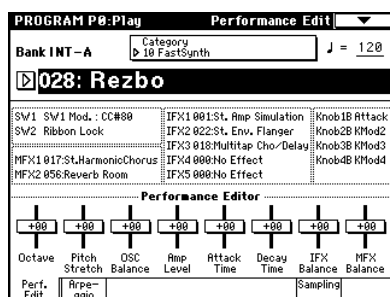 PROGRAM P0:Play Performance Edit
Bank INT-A Category ♩ = 120
10 FastSynth
028: Rezbo
SW1 SW1 Mod.: CC#80 IFX1 001:St. Amp Simulation Knob1B Attack
SW2 Ribbon Lock IFX2 022:St. Env. Flanger Knob2B KMod2
IFX3 018:Multitap Cho/Delay Knob3B KMod3
MFX1 017:St.HarmonicChorus IFX4 000:No Effect Knob4B KMod4
MFX2 056:Reverb Room IFX5 000:No Effect
Performance Editor
+00 +00 +00 +00 +00 +00 +00 +00
Octave Pitch Stretch OSC Balance Amp Level Attack Time Decay Time IFX Balance MFX Balance
Perf. Edit Arpe-ggio Sampling